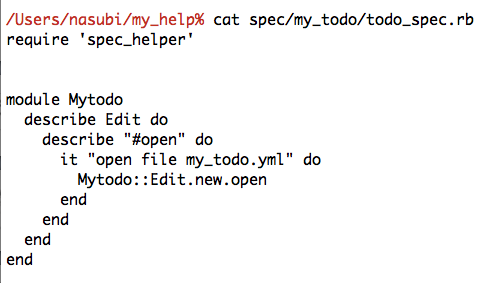 /Users/nasubi/my_help% cat spec/my_todo/todo_spec.rb
require 'spec_helper'
module Mytodo
  describe Edit do
    describe "#open" do
      it "open file my_todo.yml" do
        Mytodo::Edit.new.open
      end
    end
  end
end